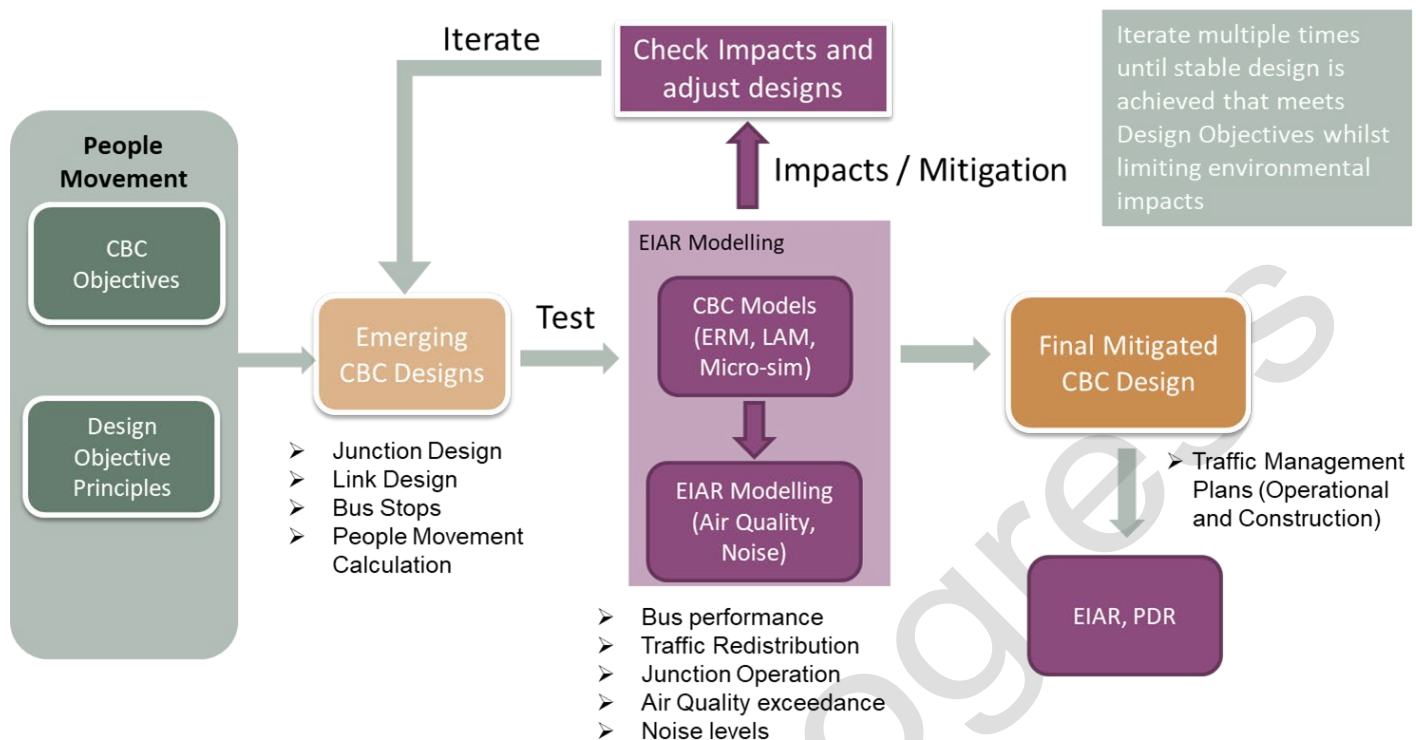 Iterate
Check Impacts and
adjust designs
Iterate multiple times
until stable design is
achieved that meets
Design Objectives whilst
limiting environmental
impacts
People
Movement
CBC
Objectives
Design
Objective
Principles
Impacts / Mitigation
Emerging
CBC Designs
Test
EIAR Modelling
CBC Models
(ERM, LAM,
Micro-sim)
EIAR Modelling
(Air Quality,
Noise)
Final Mitigated
CBC Design
➢ Junction Design
➢ Link Design
➢ Bus Stops
➢ People Movement
Calculation
➢ Traffic Management
Plans (Operational
and Construction)
EIAR, PDR
➢ Bus performance
➢ Traffic Redistribution
➢ Junction Operation
➢ Air Quality exceedance
➢ Noise levels
ogress